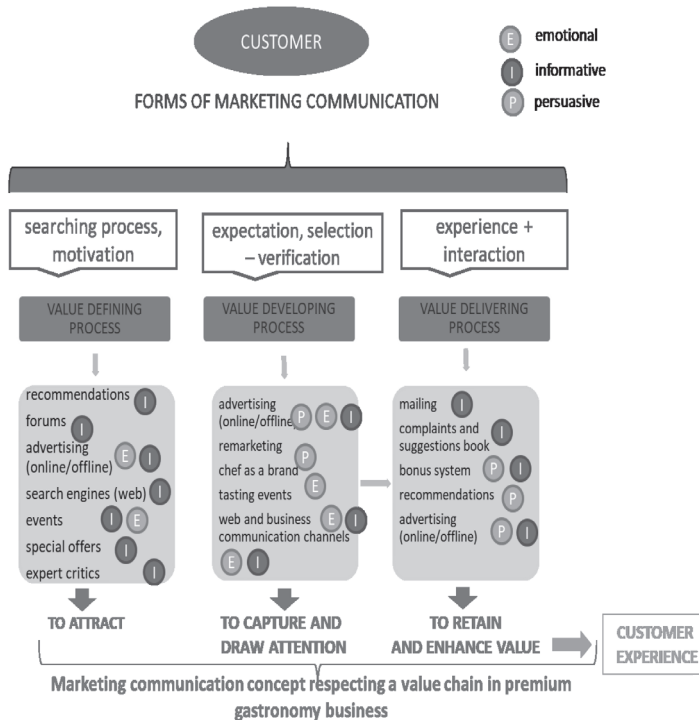 CUSTOMER
E emotional
I informative
P persuasive
FORMS OF MARKETING COMMUNICATION
searching process,
motivation
expectation, selection
– verification
experience +
interaction
VALUE DEFINING
PROCESS
VALUE DEVELOPING
PROCESS
VALUE DELIVERING
PROCESS
recommendations I
forums I
advertising
(online/offline) E I
search engines (web) I
events I E
special offers I
expert critics I
advertising
(online/offline) P E I
remarketing P
chef as a brand
tasting events E
web and business E I
communication channels
E I
mailing I
complaints and
suggestions book I
bonus system P I
recommendations P
advertising
(online/offline) P I
TO ATTRACT
TO CAPTURE AND
DRAW ATTENTION
TO RETAIN
AND ENHANCE VALUE
CUSTOMER
EXPERIENCE
Marketing communication concept respecting a value chain in premium
gastronomy business